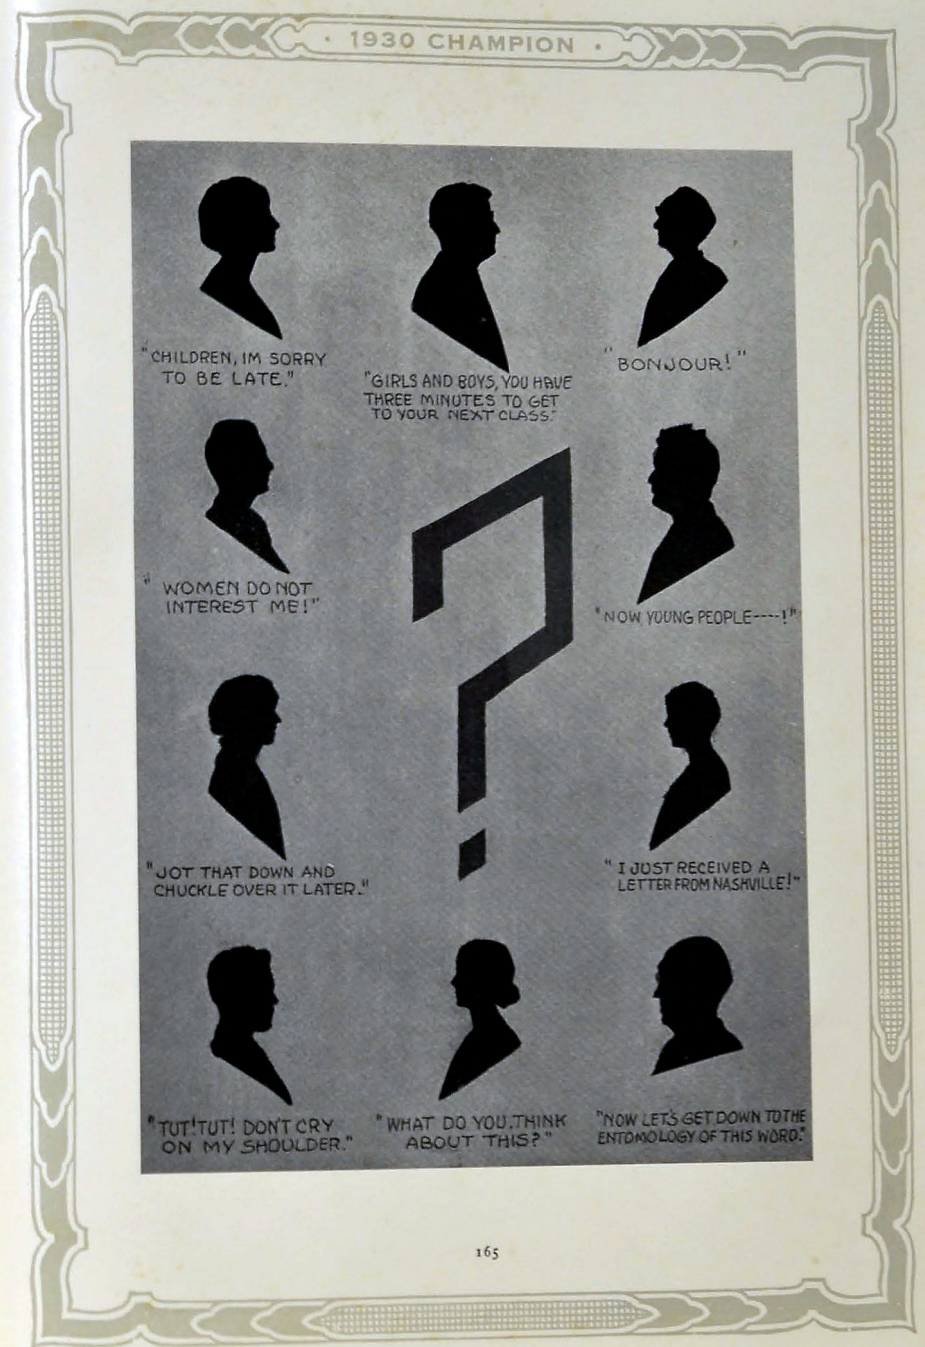 · 1930 CHAMPION ·
"CHILDREN, IM SORRY
TO BE LATE."
"GIRLS AND BOYS, YOU HAVE
THREE MINUTES TO GET
TO YOUR NEXT CLASS."
"BONJOUR!"
"WOMEN DO NOT
INTEREST ME!"
"NOW YOUNG PEOPLE----!"
?
"JOT THAT DOWN AND
CHUCKLE OVER IT LATER."
"I JUST RECEIVED A
LETTER FROM NASHVILLE!"
"TUT!TUT! DON'T CRY
ON MY SHOULDER."
"WHAT DO YOU.THINK
ABOUT THIS?"
"NOW LET'S GET DOWN TO THE
ENTOMOLOGY OF THIS WORD."
165